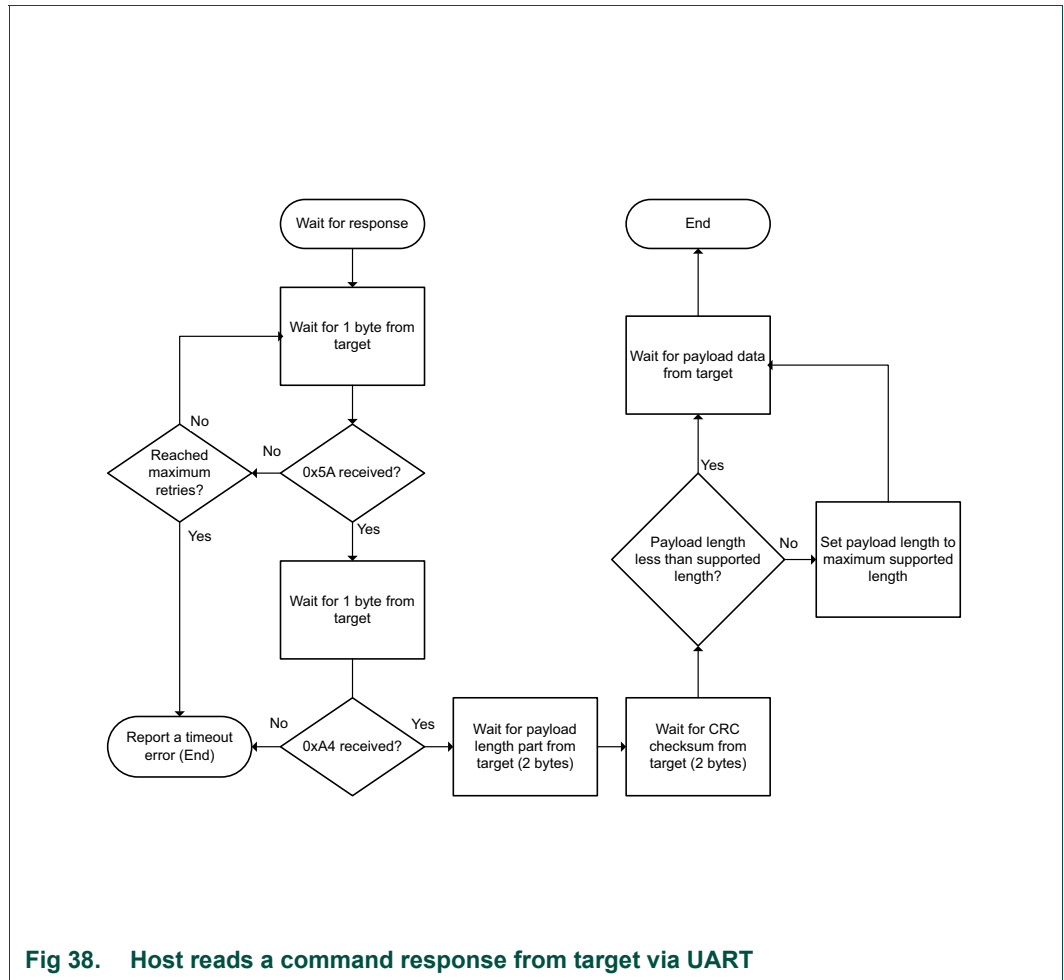 Wait for response
Wait for 1 byte from
target
No
Reached
maximum
retries?
No
0x5A received?
Yes
Yes
Wait for 1 byte from
target
Report a timeout
error (End)
No
0xA4 received?
Yes
Wait for payload
length part from
target (2 bytes)
Wait for CRC
checksum from
target (2 bytes)
Payload length
less than supported
length?
Yes
No
Set payload length to
maximum supported
length
Wait for payload data
from target
End
Fig 38. Host reads a command response from target via UART